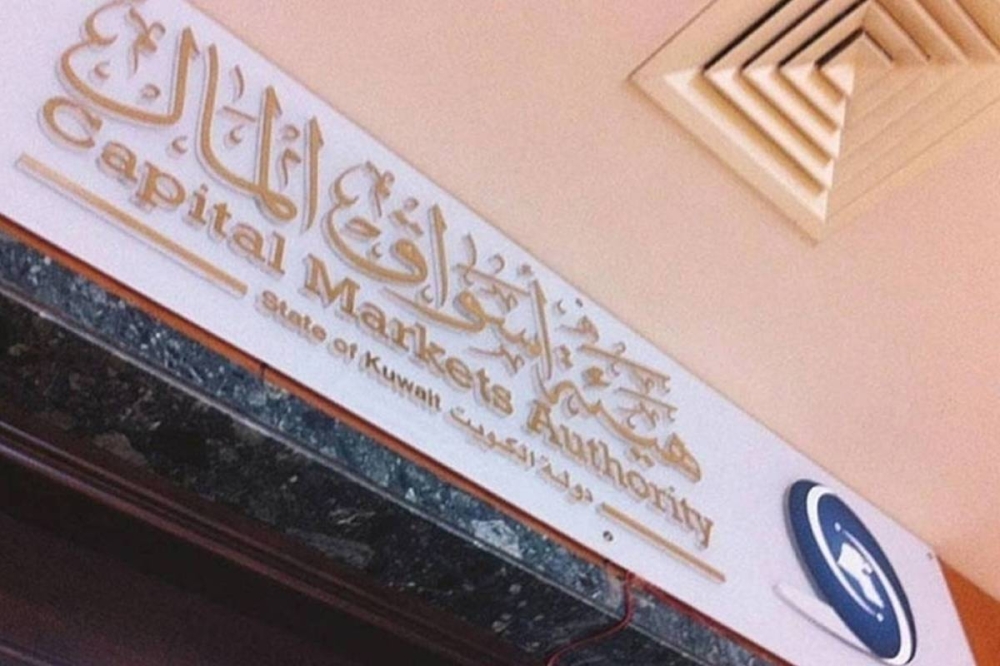 هيئة أسواق المال
Capital Markets Authority
State of Kuwait دولة الكويت